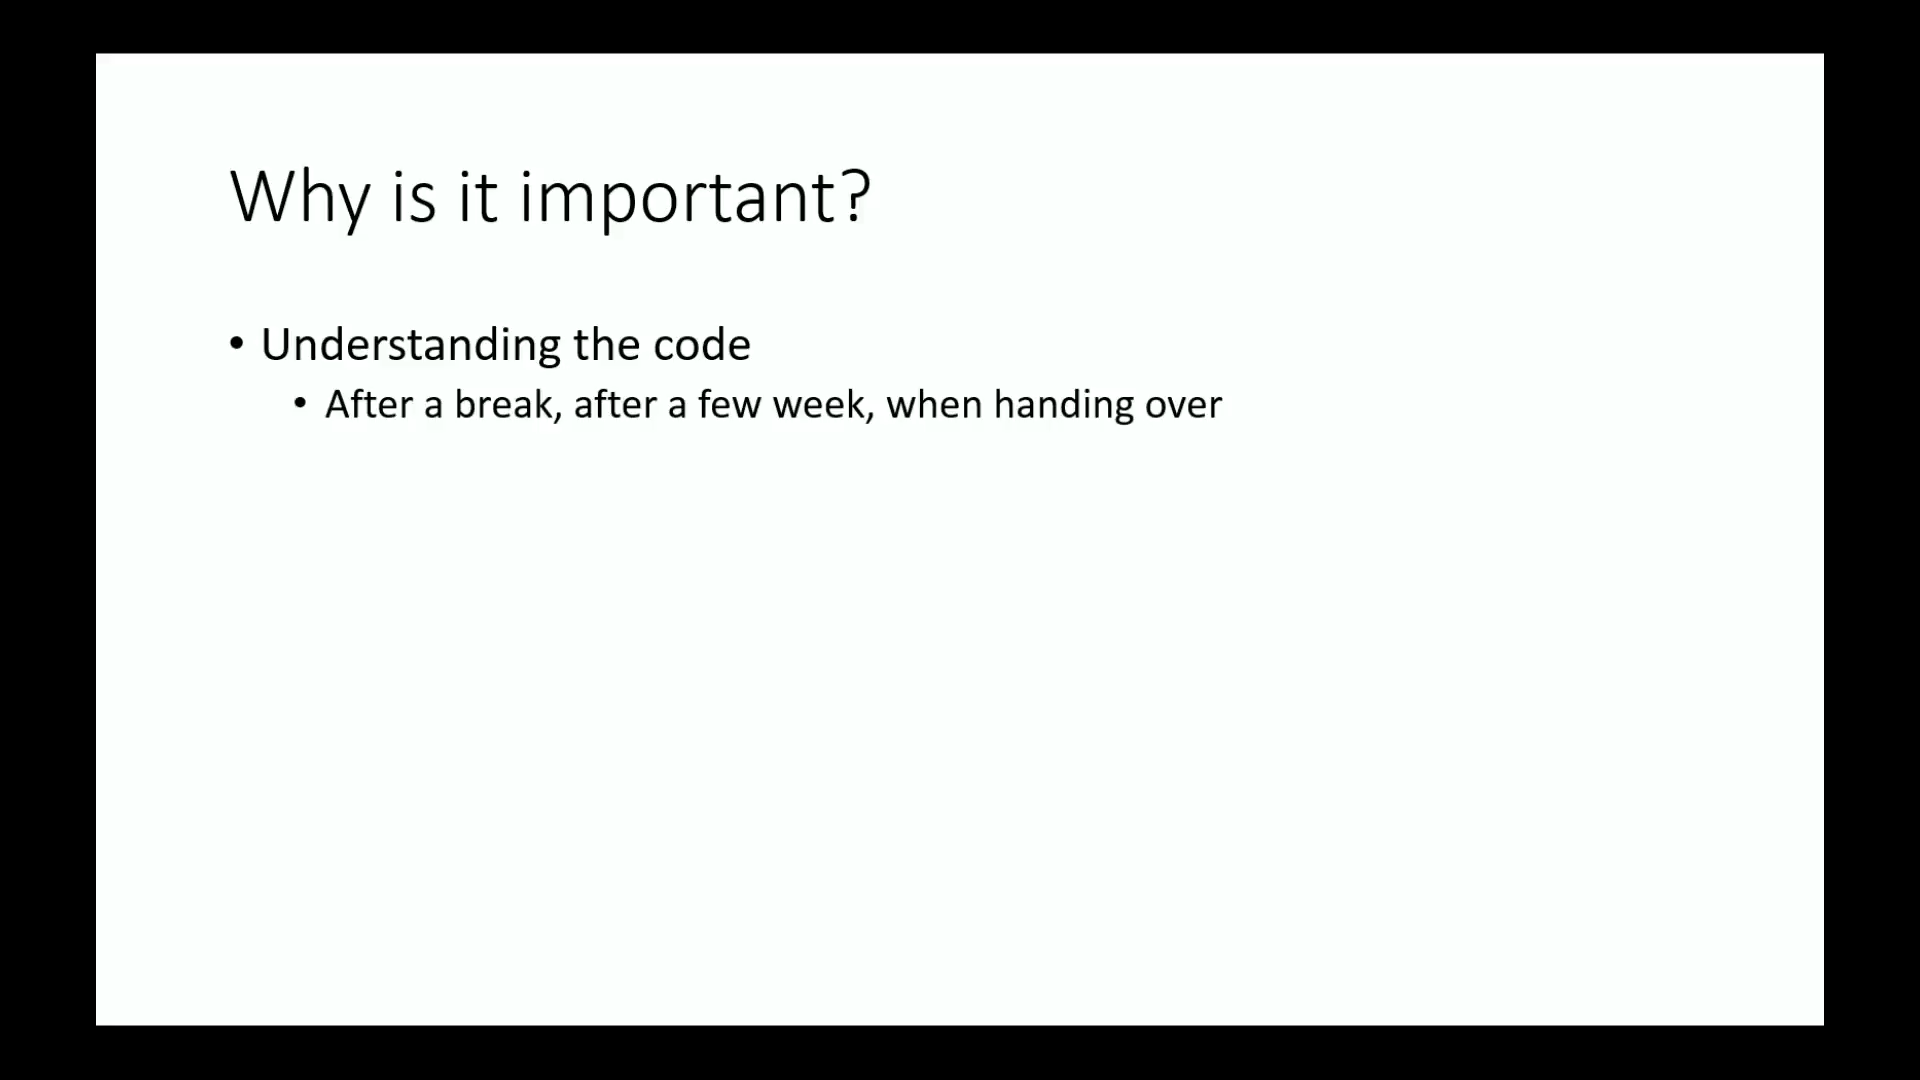 Why is it important?
• Understanding the code
• After a break, after a few week, when handing over